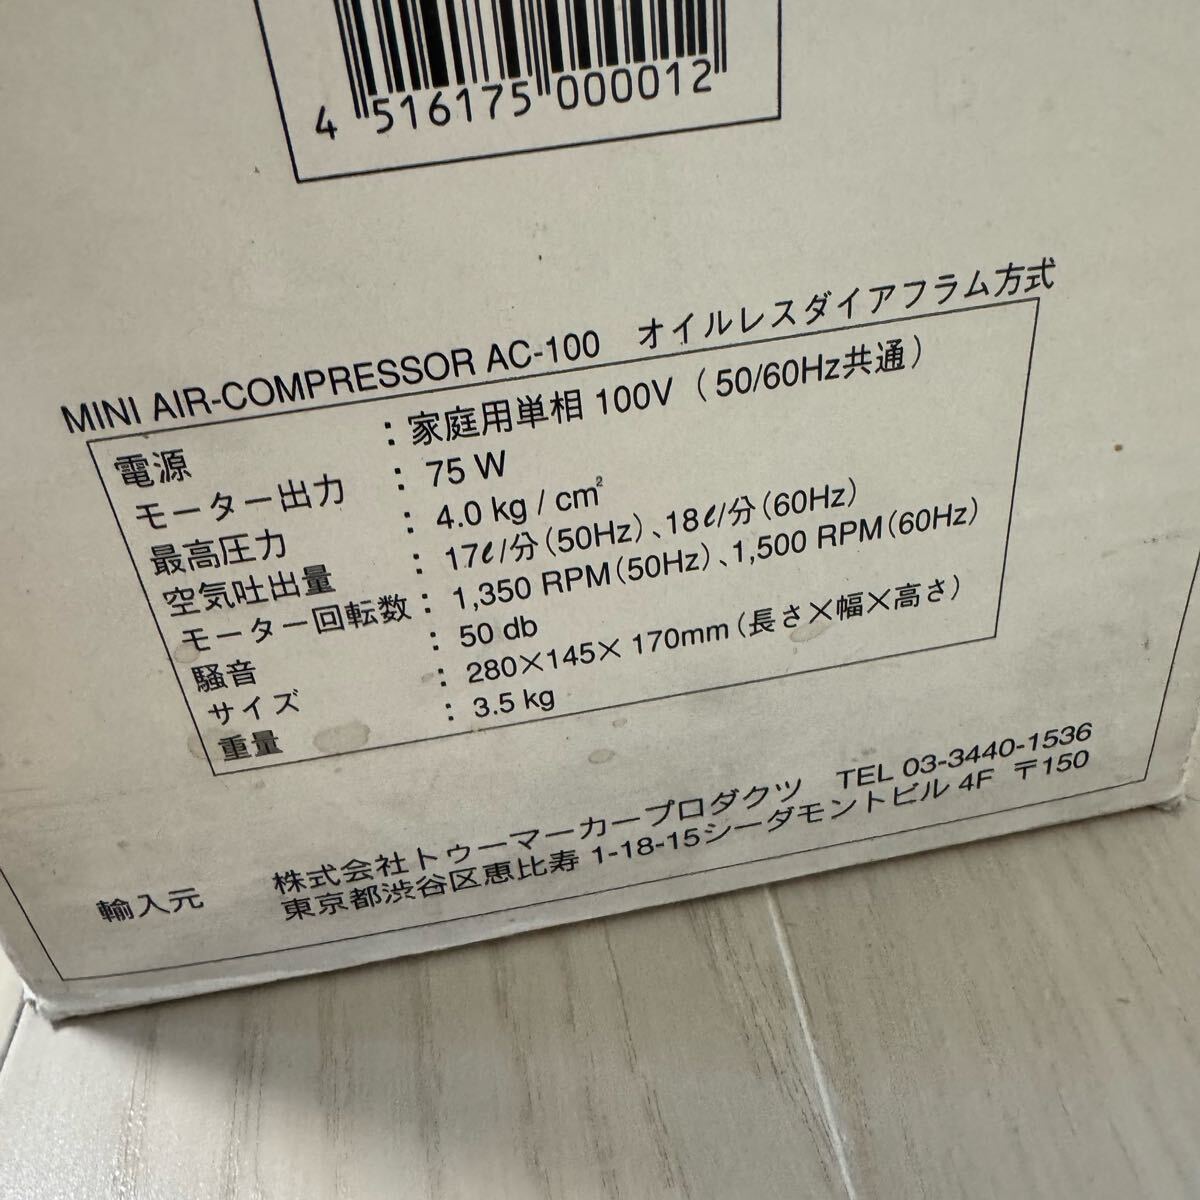 4 516175 000012
MINI AIR-COMPRESSOR AC-100　オイルレスダイアフラム方式
電源 : 家庭用単相 100V（50/60Hz共通）
モーター出力 : 75 W
最高圧力 : 4.0 kg / cm²
空気吐出量 : 17ℓ/分(50Hz)、18ℓ/分(60Hz)
モーター回転数 : 1,350 RPM(50Hz)、1,500 RPM(60Hz)
騒音 : 50 db
サイズ : 280×145×170mm(長さ×幅×高さ)
重量 : 3.5 kg
輸入元　株式会社トゥーマーカープロダクツ　TEL 03-3440-1536
東京都渋谷区恵比寿 1-18-15シーダモントビル 4F 〒150